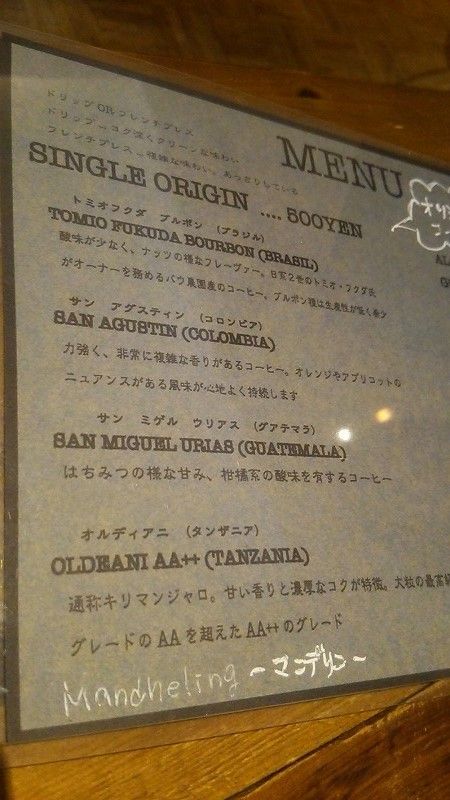 ドリップ OR フレンチプレス
MENU
ドリップ－コク深くクリーンな味わい
フレンチプレス－複雑な味わい。あっさりしている
SINGLE ORIGIN .... 500YEN
トミオフクダ ブルボン （ブラジル）
TOMIO FUKUDA BOURBON (BRASIL)
酸味が少なく、ナッツの様なフレーヴァー。日系2世のトミオ・フクダ氏
がオーナーを務めるバウ農園産のコーヒー。ブルボン種は生産性が低く希少
サン アグスティン （コロンビア）
SAN AGUSTIN (COLOMBIA)
力強く、非常に複雑な香りがあるコーヒー。オレンジやアプリコットの
ニュアンスがある風味が心地よく持続します
サン ミゲル ウリアス （グアテマラ）
SAN MIGUEL URIAS (GUATEMALA)
はちみつの様な甘み、柑橘系の酸味を有するコーヒー
オルディアニ （タンザニア）
OLDEANI AA++ (TANZANIA)
通称キリマンジャロ。甘い香りと濃厚なコクが特徴。大粒の最高
グレードの AA を超えた AA++ のグレード
Mandheling ～マンデリン～